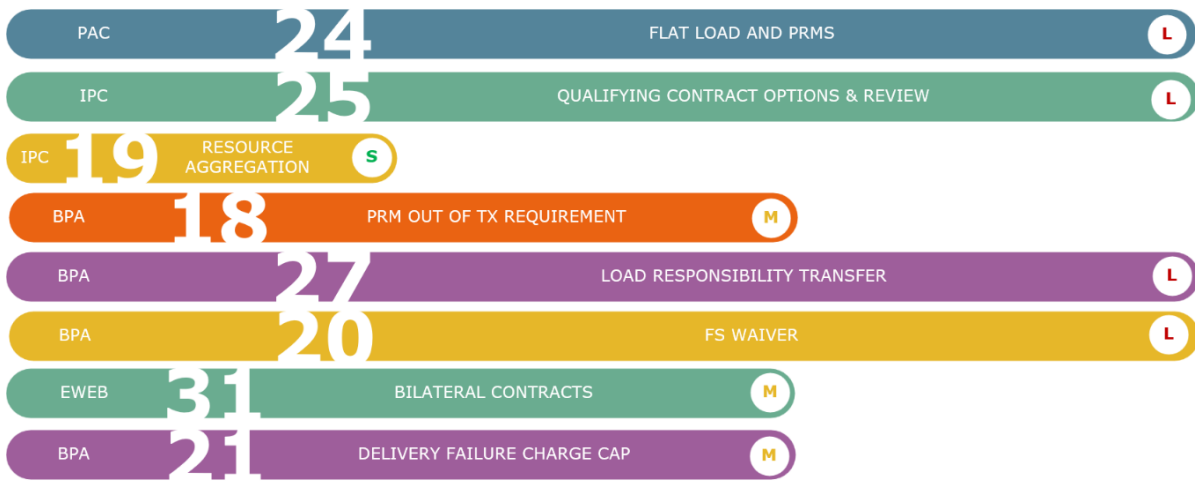 PAC 24 FLAT LOAD AND PRMS L
IPC 25 QUALIFYING CONTRACT OPTIONS & REVIEW L
IPC 19 RESOURCE AGGREGATION S
BPA 18 PRM OUT OF TX REQUIREMENT M
BPA 27 LOAD RESPONSIBILITY TRANSFER L
BPA 20 FS WAIVER L
EWEB 31 BILATERAL CONTRACTS M
BPA 21 DELIVERY FAILURE CHARGE CAP M